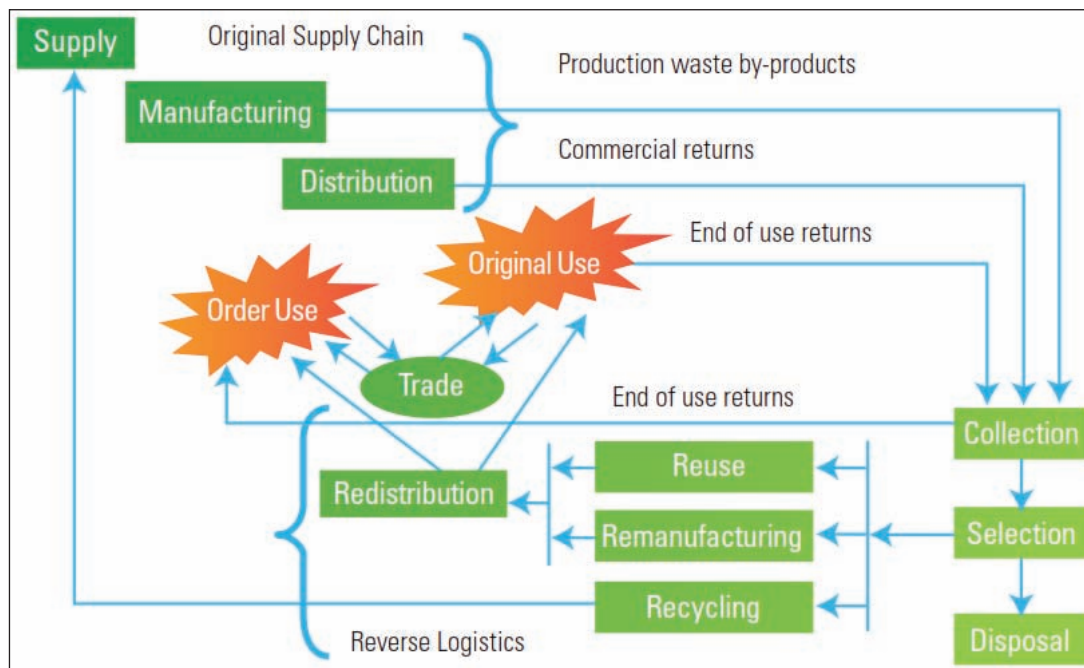 Supply
Original Supply Chain
Production waste by-products
Manufacturing
Commercial returns
Distribution
End of use returns
Original Use
Order Use
Trade
End of use returns
Collection
Reuse
Redistribution
Remanufacturing
Selection
Recycling
Reverse Logistics
Disposal